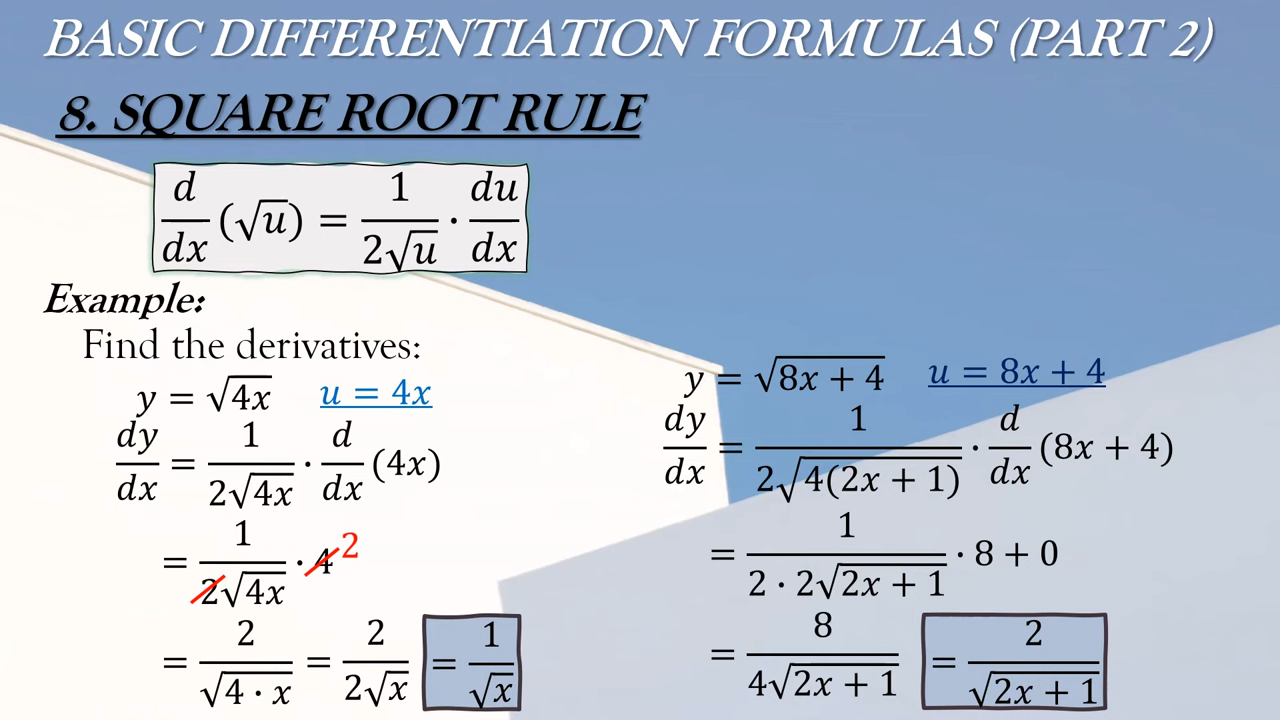 BASIC DIFFERENTIATION FORMULAS (PART 2)
8. SQUARE ROOT RULE
d/dx (√u) = 1/(2√u) · du/dx
Example:
Find the derivatives:
y = √(4x) u = 4x
dy/dx = 1/(2√(4x)) · d/dx (4x)
= 1/(2√(4x)) · 4 2
= 2/√(4 · x) = 2/(2√x) = 1/√x
y = √(8x + 4) u = 8x + 4
dy/dx = 1/(2√(4(2x + 1))) · d/dx (8x + 4)
= 1/(2 · 2√(2x + 1)) · 8 + 0
= 8/(4√(2x + 1)) = 2/√(2x + 1)